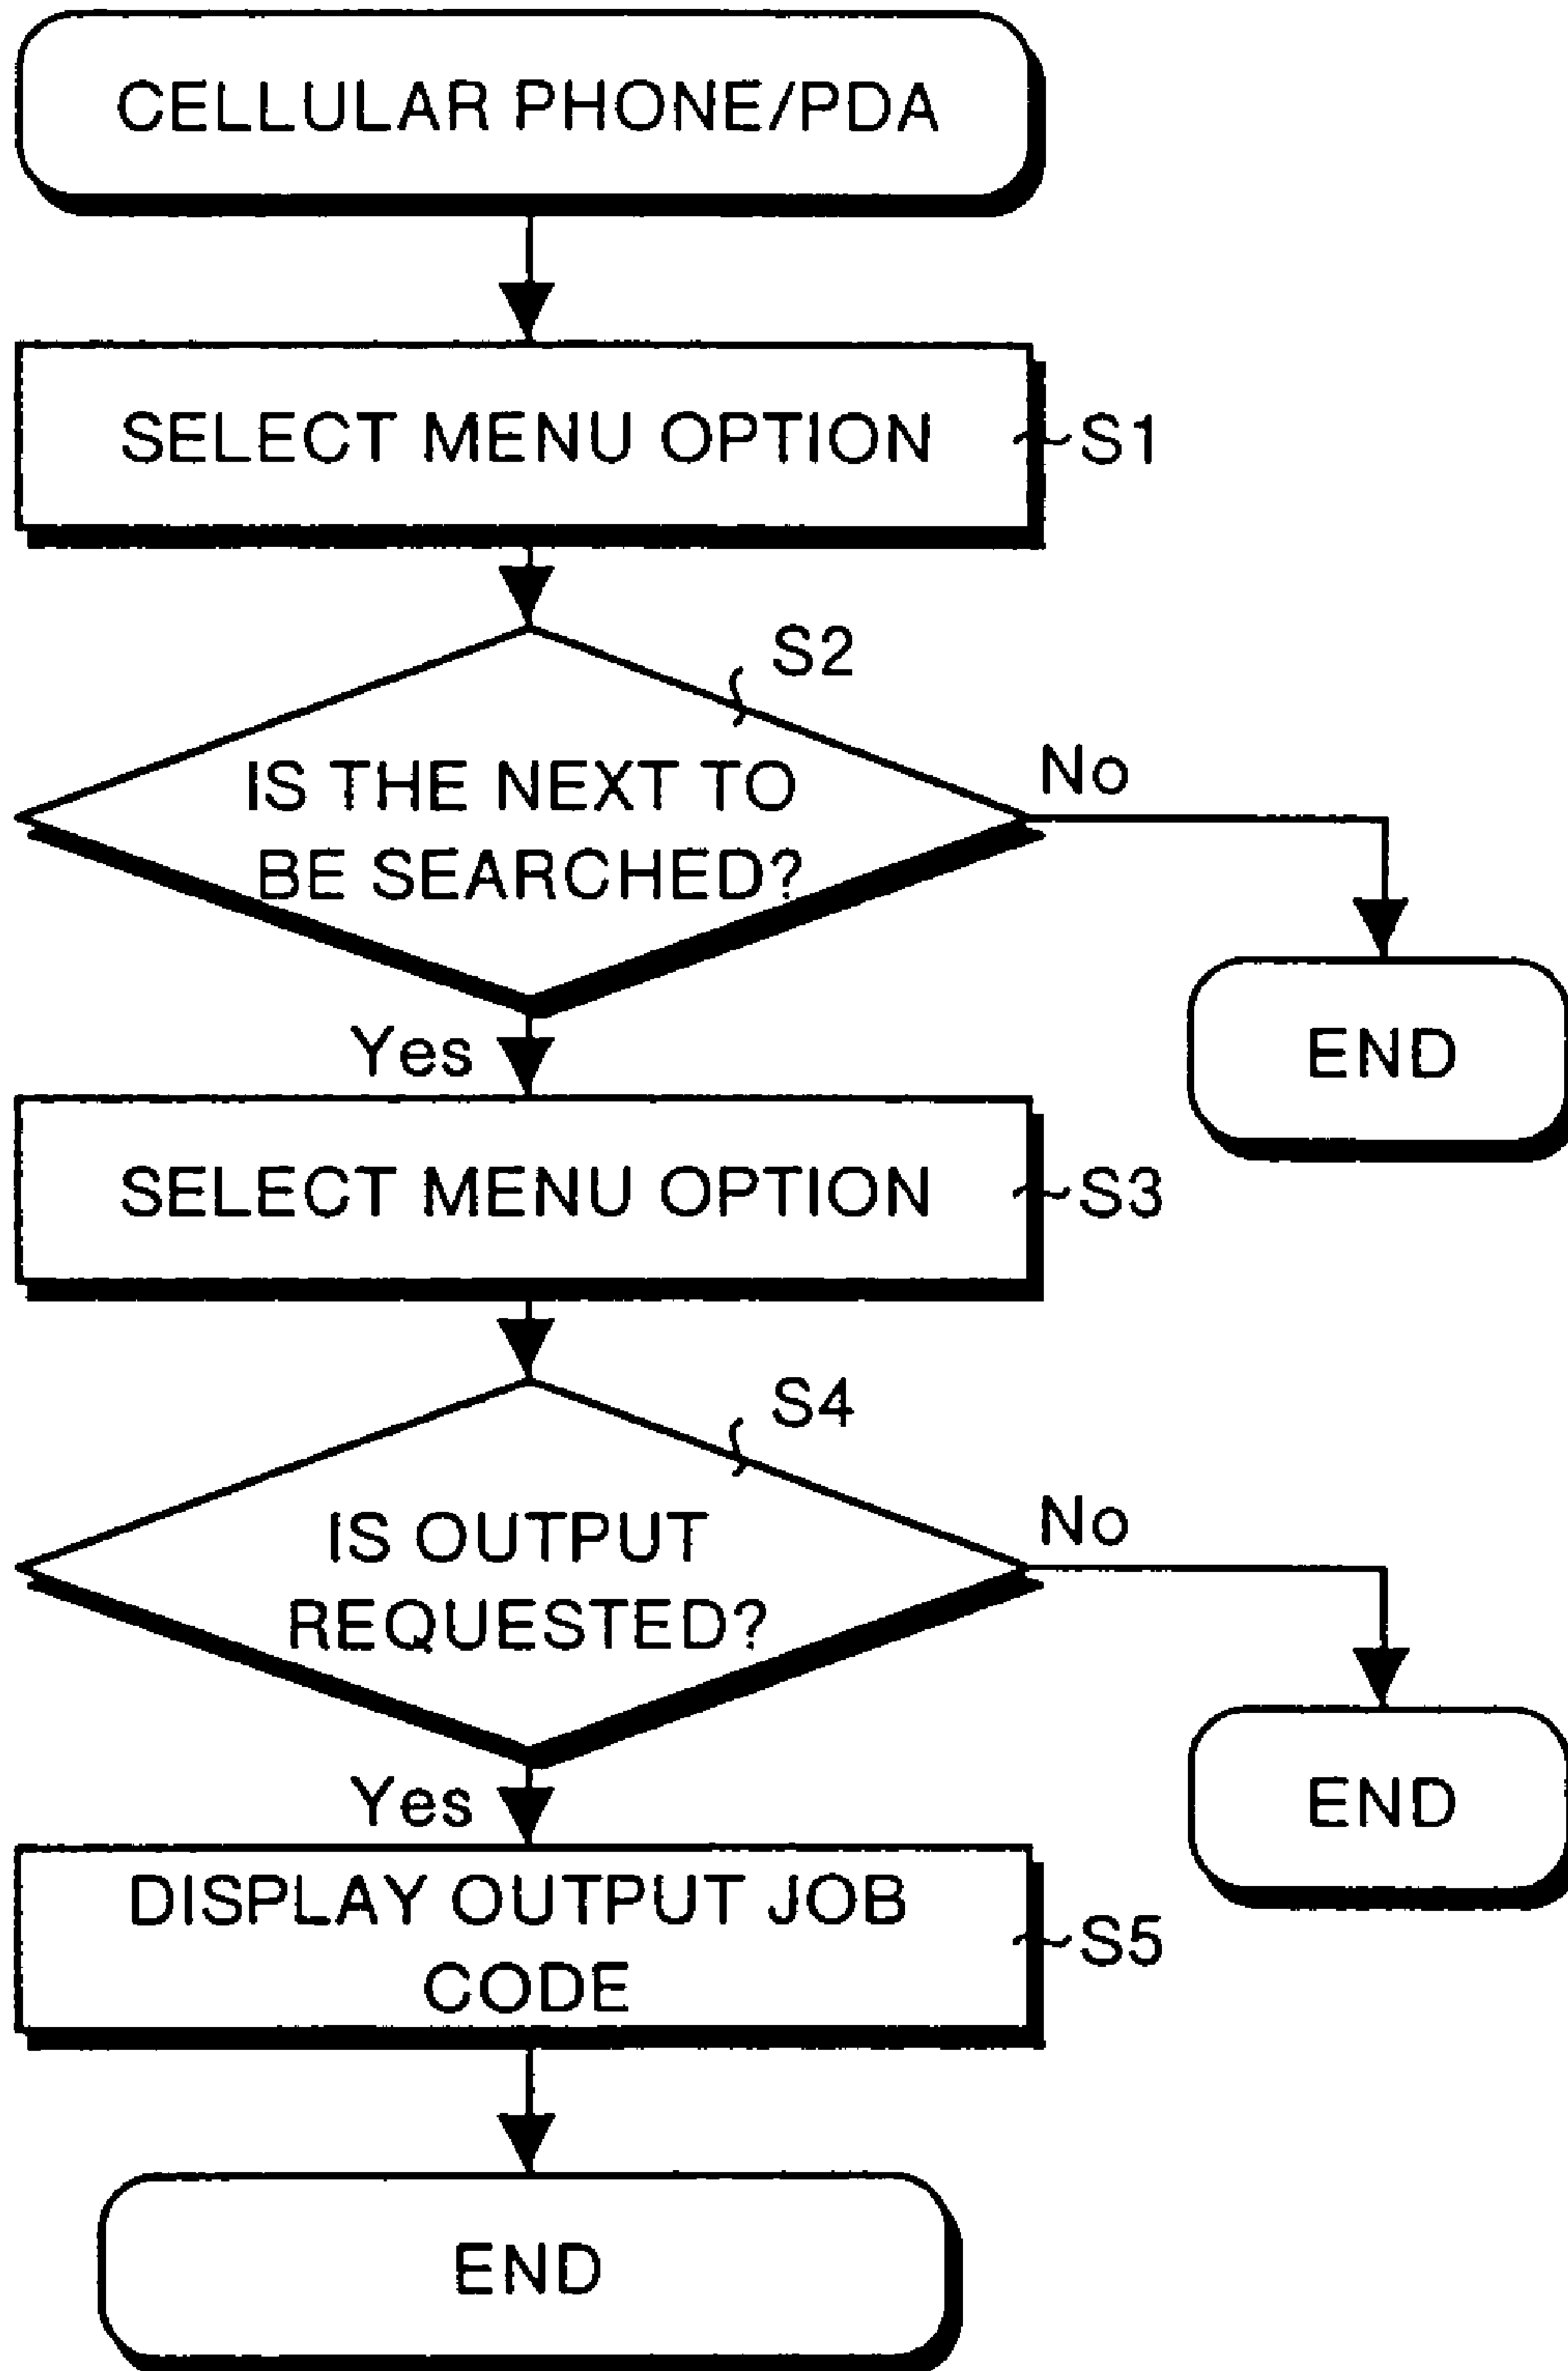 CELLULAR PHONE/PDA
SELECT MENU OPTION
S1
S2
IS THE NEXT TO
BE SEARCHED?
No
END
Yes
SELECT MENU OPTION
S3
S4
IS OUTPUT
REQUESTED?
No
END
Yes
DISPLAY OUTPUT JOB
CODE
S5
END